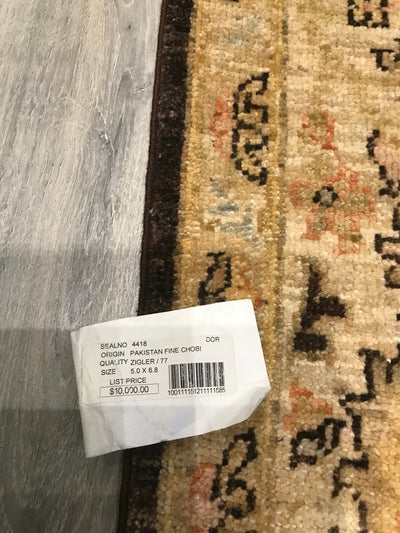 SEALNO 4418 DOR
ORIGIN PAKISTAN FINE CHOBI
QUALITY ZIGLER / 77
SIZE 5.0 X 6.8
LIST PRICE
$10,000.00
1001111512111111585